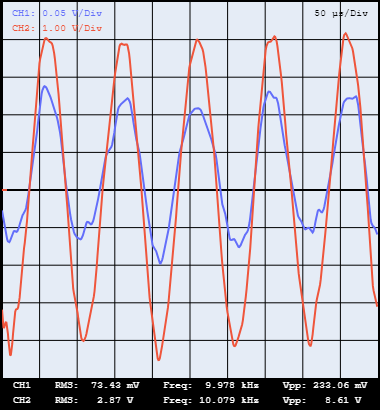 CH1: 0.05 V/Div
50 µs/Div
CH2: 1.00 V/Div
CH1 RMS: 73.43 mV Freq: 9.978 kHz Vpp: 233.06 mV
CH2 RMS: 2.87 V Freq: 10.079 kHz Vpp: 8.61 V